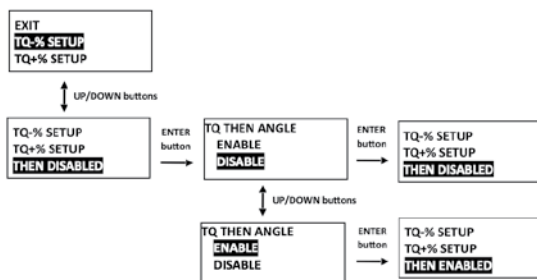 EXIT
TQ-% SETUP
TQ+% SETUP
UP/DOWN buttons
TQ-% SETUP
TQ+% SETUP
THEN DISABLED
ENTER
button
TQ THEN ANGLE
ENABLE
DISABLE
ENTER
button
TQ-% SETUP
TQ+% SETUP
THEN DISABLED
UP/DOWN buttons
TQ THEN ANGLE
ENABLE
DISABLE
ENTER
button
TQ-% SETUP
TQ+% SETUP
THEN ENABLED